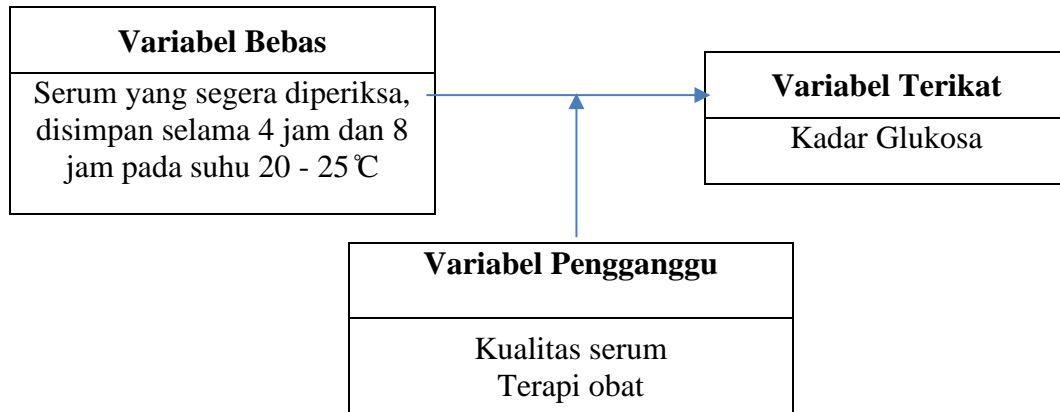 Variabel Bebas
Serum yang segera diperiksa,
disimpan selama 4 jam dan 8
jam pada suhu 20 - 25℃
Variabel Terikat
Kadar Glukosa
Variabel Pengganggu
Kualitas serum
Terapi obat